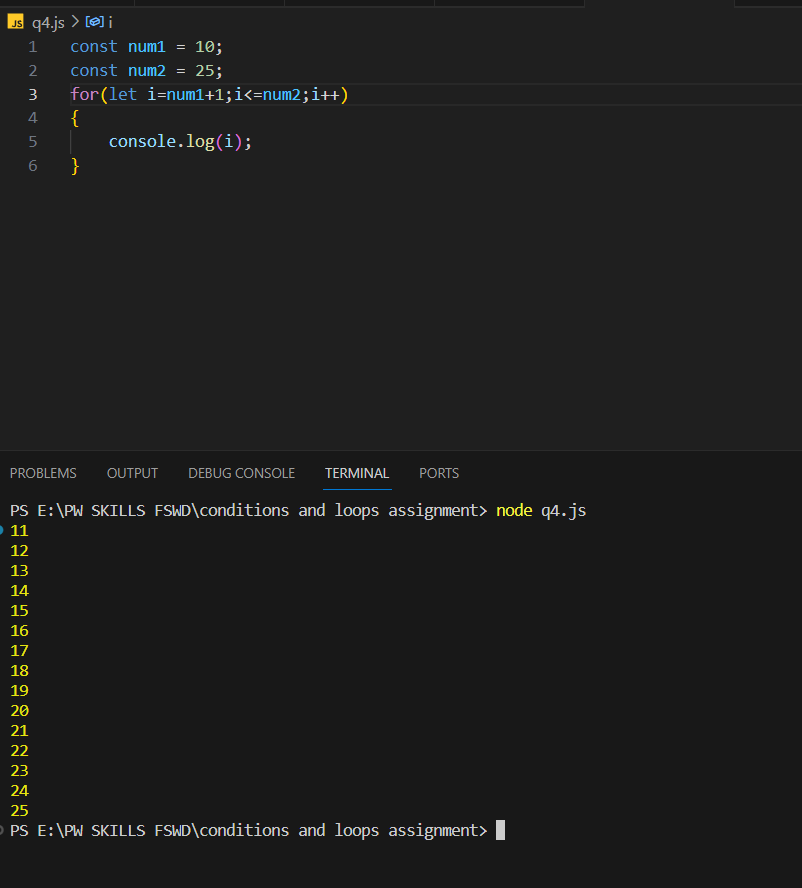 JS q4.js > i
1 const num1 = 10;
2 const num2 = 25;
3 for(let i=num1+1;i<=num2;i++)
4 {
5     console.log(i);
6 }
PROBLEMS OUTPUT DEBUG CONSOLE TERMINAL PORTS
PS E:\PW SKILLS FSWD\conditions and loops assignment> node q4.js
11
12
13
14
15
16
17
18
19
20
21
22
23
24
25
PS E:\PW SKILLS FSWD\conditions and loops assignment>